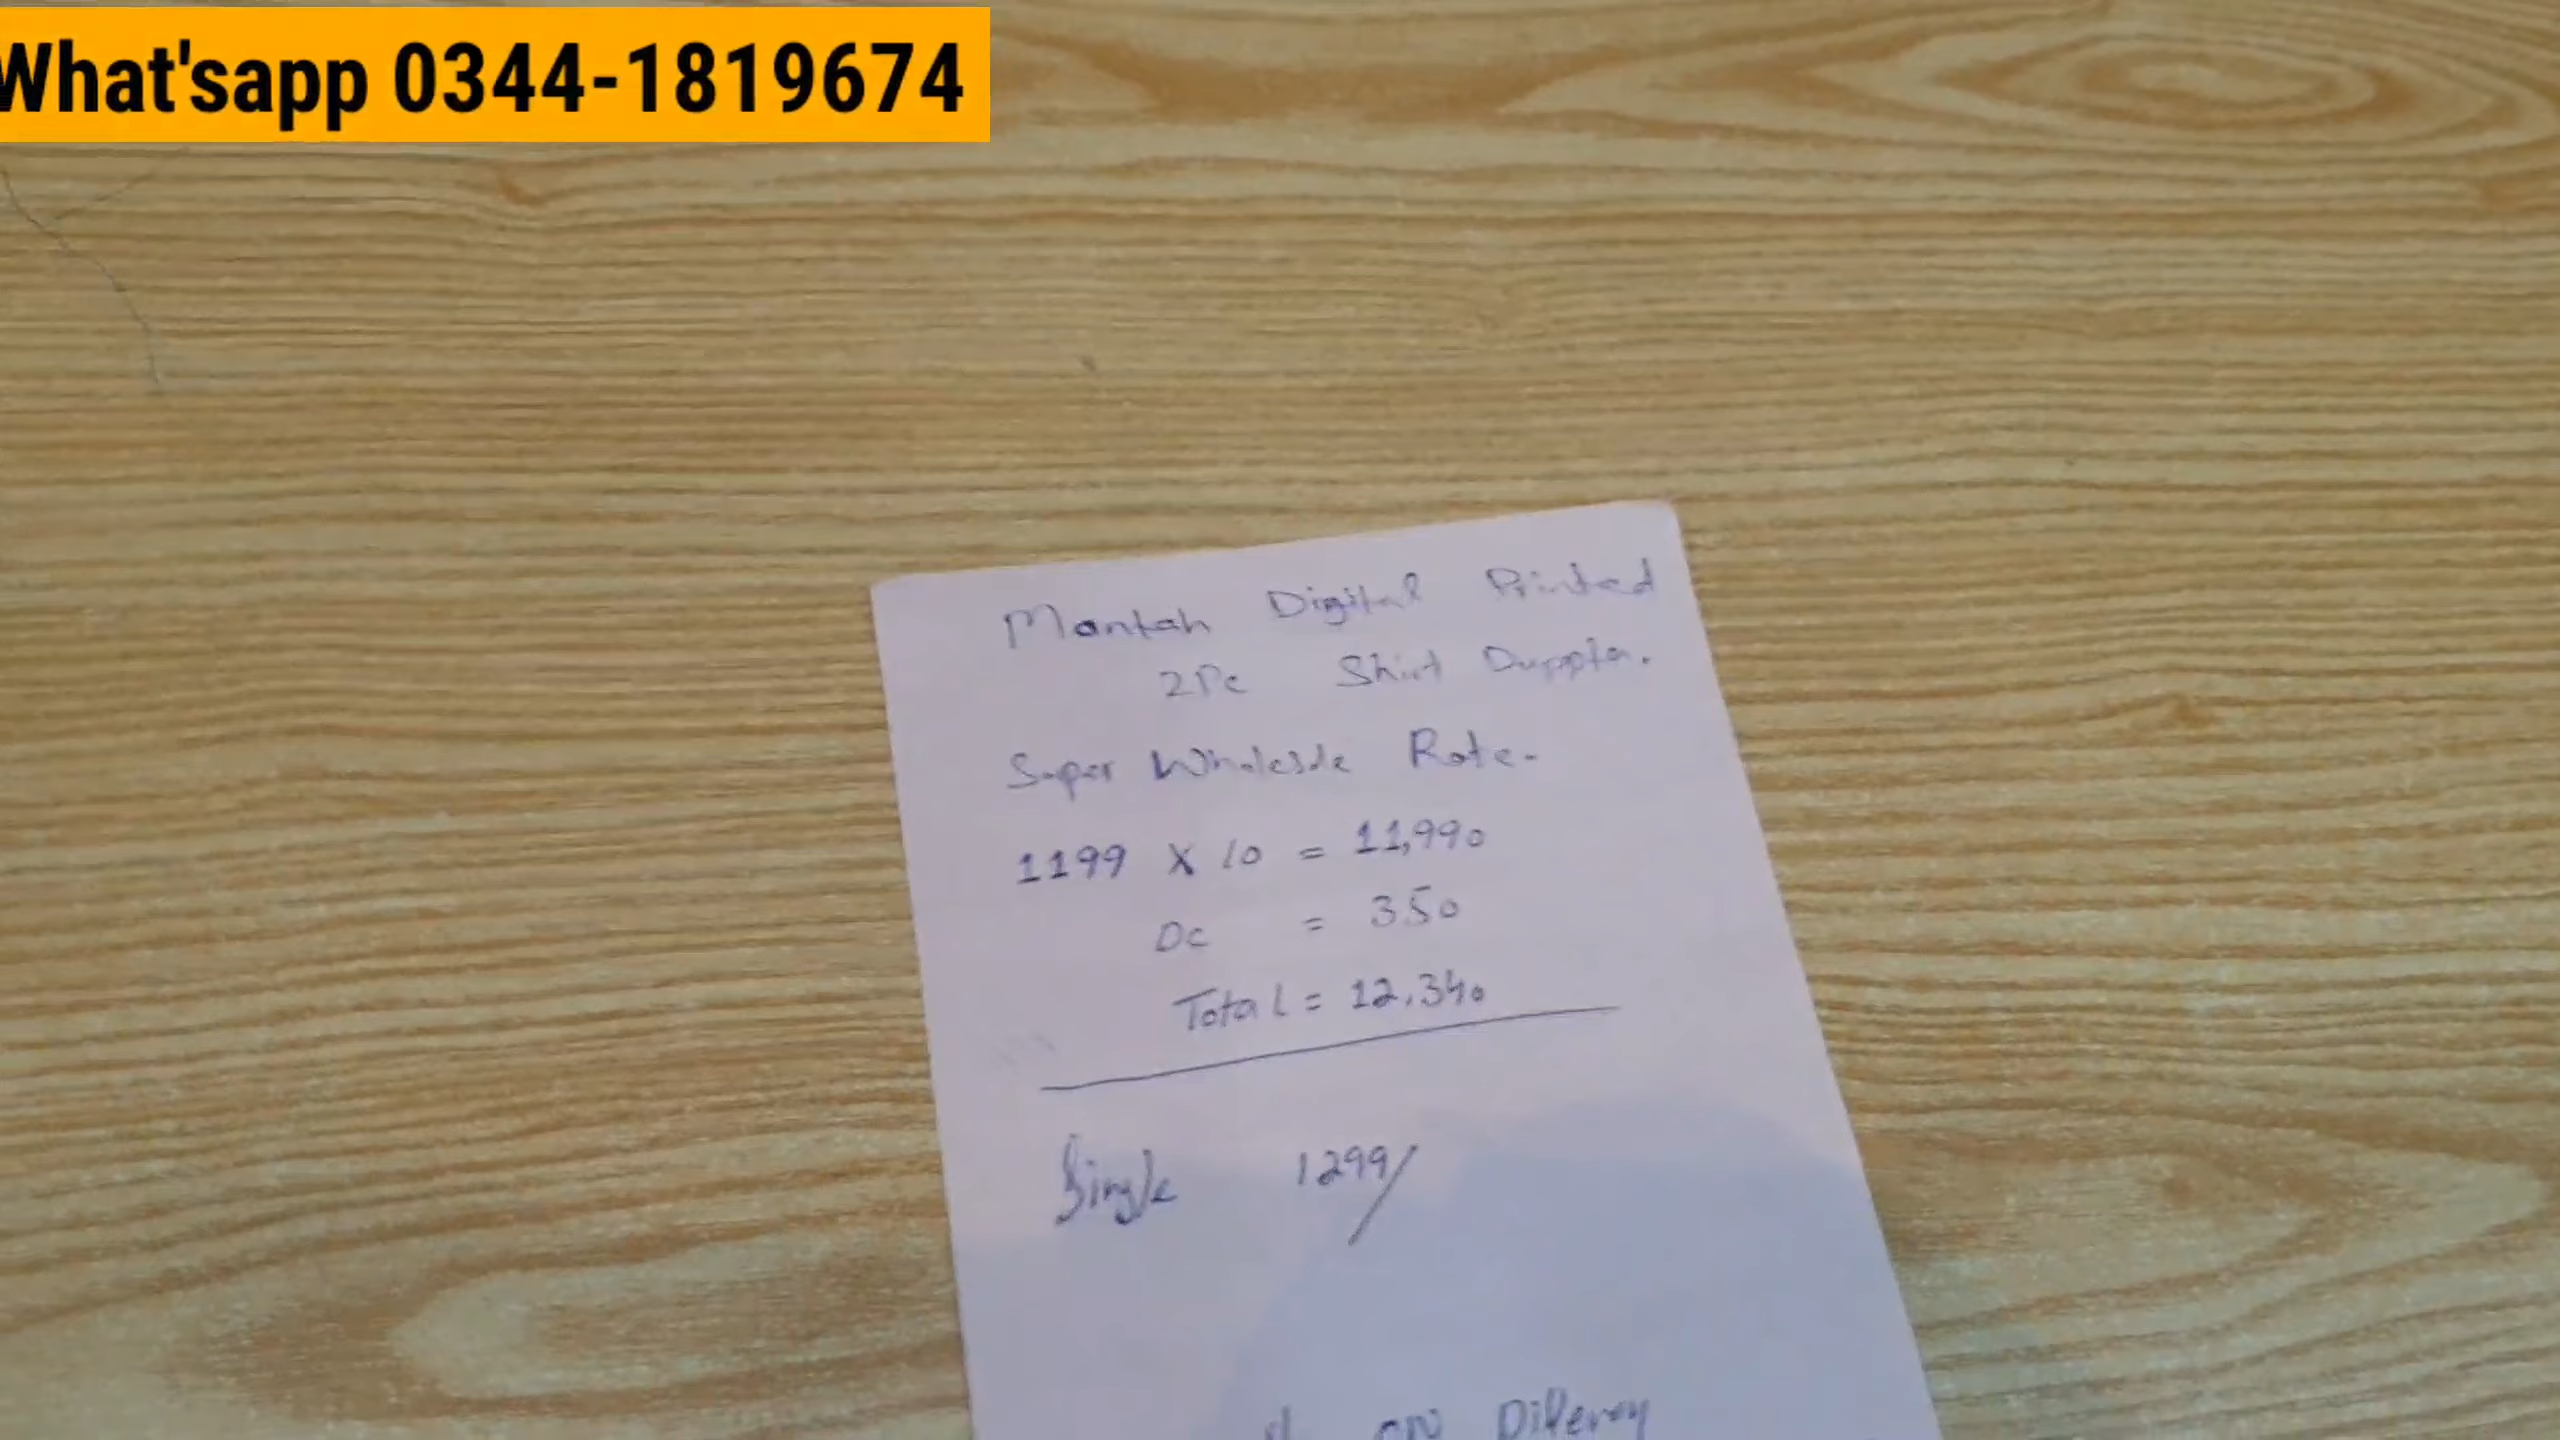 What'sapp 0344-1819674
Mantah Digital Printed
2Pc Shirt Duppta.
Super Wholesale Rate.
1199 X 10 = 11,990
DC = 350
Total = 12,340
Single 1299/
ON Dilevery